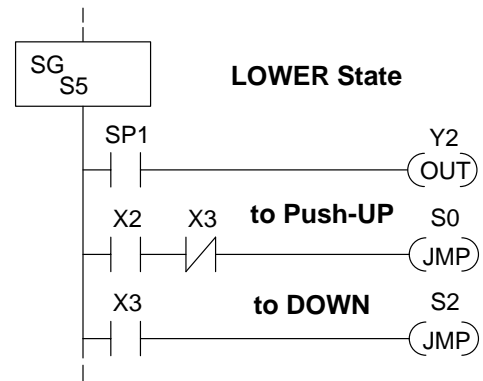 SG
S5
LOWER State
SP1 Y2
OUT
X2 X3 to Push-UP S0
JMP
X3 to DOWN S2
JMP